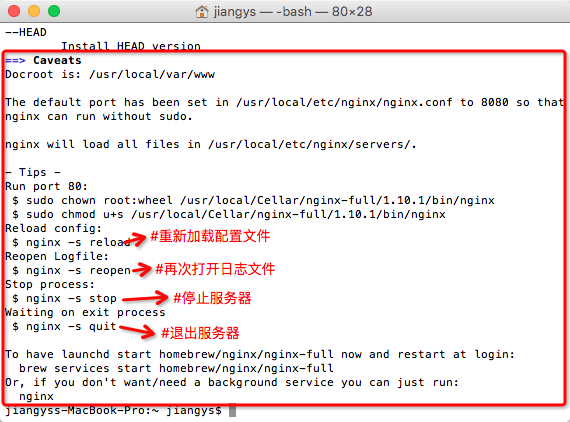 jiangys — -bash — 80×28
--HEAD
Install HEAD version
==> Caveats
Docroot is: /usr/local/var/www
The default port has been set in /usr/local/etc/nginx/nginx.conf to 8080 so that
nginx can run without sudo.
nginx will load all files in /usr/local/etc/nginx/servers/.
- Tips -
Run port 80:
$ sudo chown root:wheel /usr/local/Cellar/nginx-full/1.10.1/bin/nginx
$ sudo chmod u+s /usr/local/Cellar/nginx-full/1.10.1/bin/nginx
Reload config:
$ nginx -s reload #重新加载配置文件
Reopen Logfile:
$ nginx -s reopen #再次打开日志文件
Stop process:
$ nginx -s stop #停止服务器
Waiting on exit process
$ nginx -s quit #退出服务器
To have launchd start homebrew/nginx/nginx-full now and restart at login:
brew services start homebrew/nginx/nginx-full
Or, if you don't want/need a background service you can just run:
nginx
jiangyss-MacBook-Pro:~ jiangys$